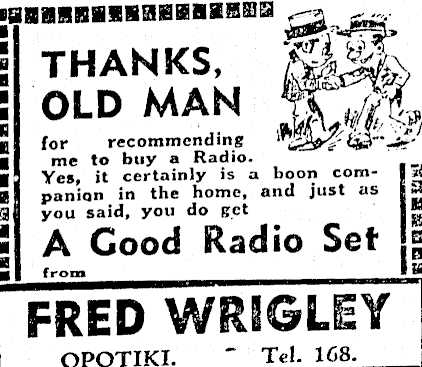 THANKS,
OLD MAN
for recommending
me to buy a Radio.
Yes, it certainly is a boon com-
panion in the home, and just as
you said, you do get
A Good Radio Set
from
FRED WRIGLEY
OPOTIKI. - Tel. 168.